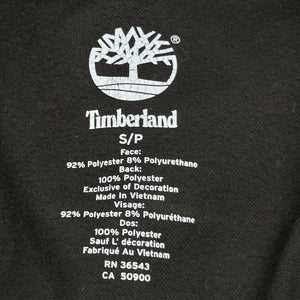 ®
Timberland
S/P
Face:
92% Polyester 8% Polyurethane
Back:
100% Polyester
Exclusive of Decoration
Made In Vietnam
Visage:
92% Polyester 8% Polyuréthane
Dos:
100% Polyester
Sauf L' décoration
Fabriqué Au Vietnam
RN 36543
CA 50900